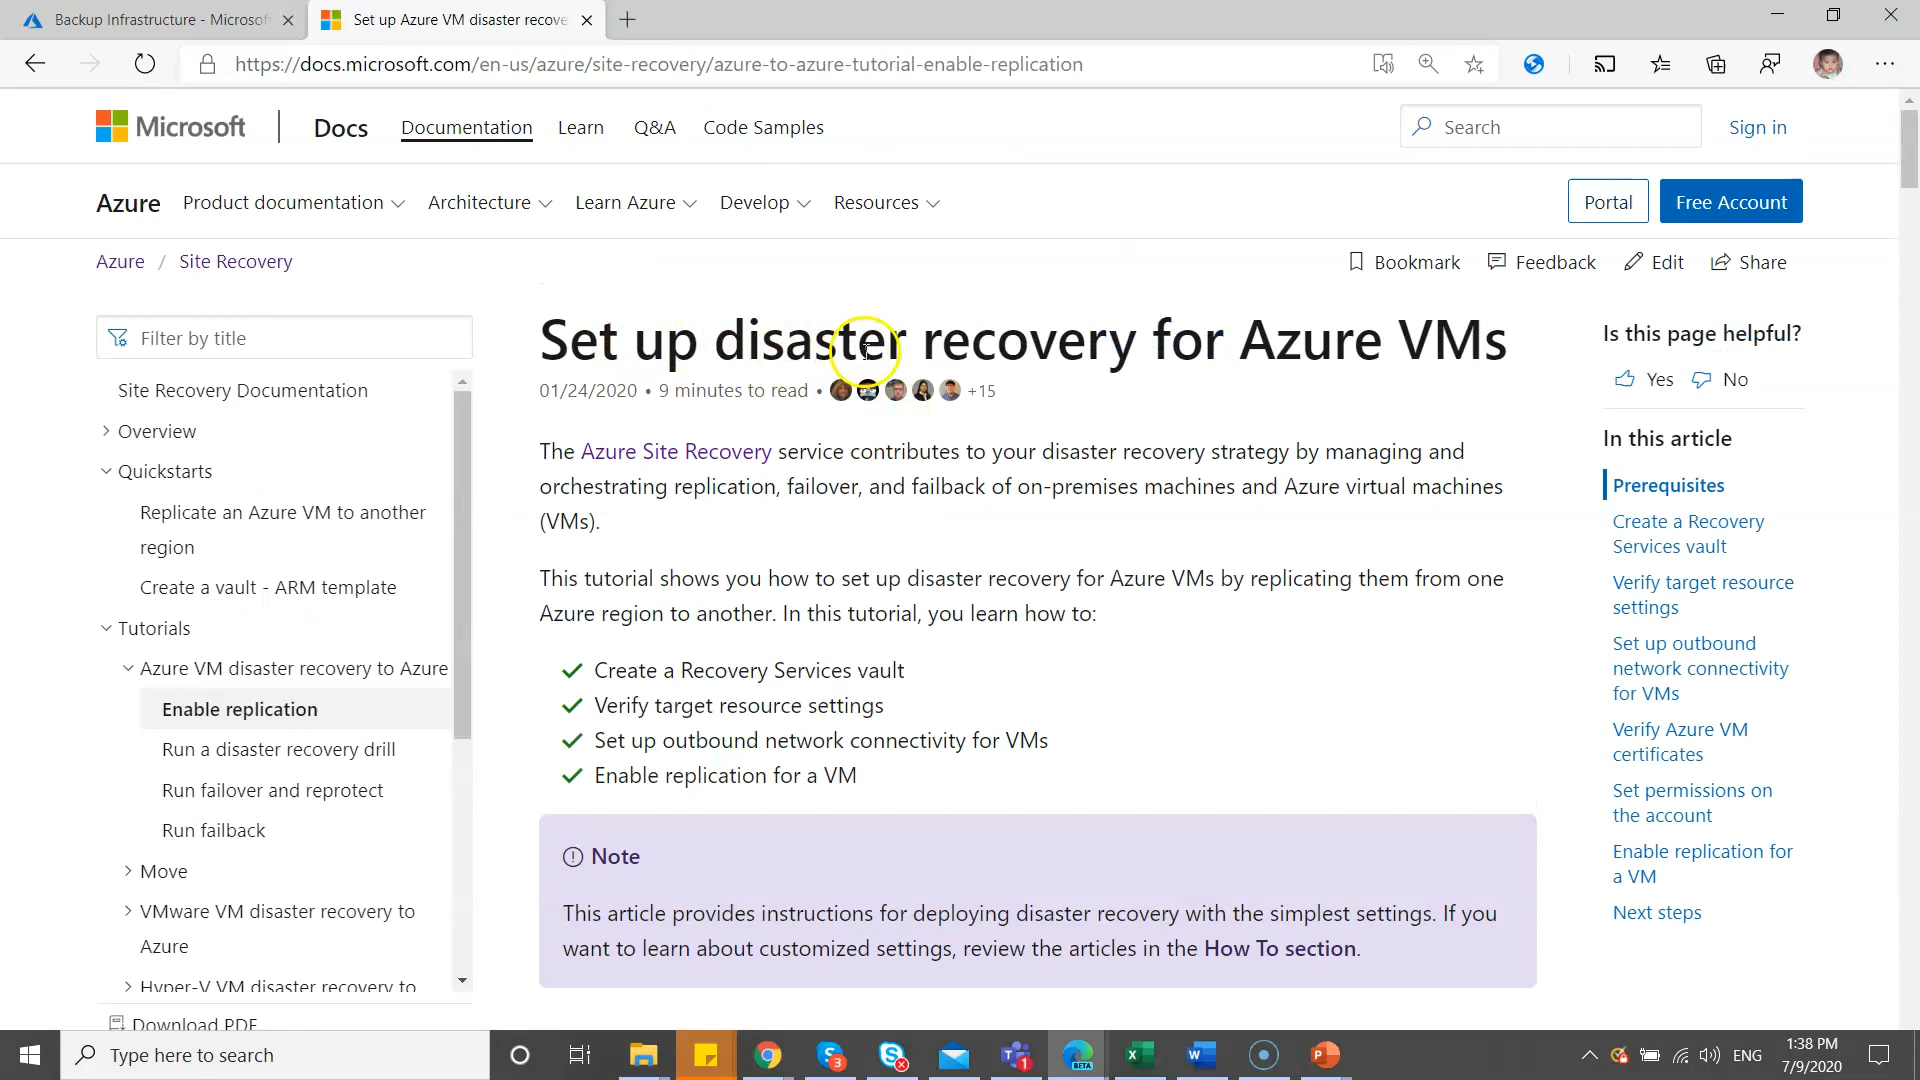 Backup Infrastructure - Microsof
Set up Azure VM disaster recove
https://docs.microsoft.com/en-us/azure/site-recovery/azure-to-azure-tutorial-enable-replication
Microsoft
Docs
Documentation
Learn
Q&A
Code Samples
Search
Sign in
Azure
Product documentation
Architecture
Learn Azure
Develop
Resources
Portal
Free Account
Azure / Site Recovery
Bookmark
Feedback
Edit
Share
Filter by title
Site Recovery Documentation
Overview
Quickstarts
Replicate an Azure VM to another
region
Create a vault - ARM template
Tutorials
Azure VM disaster recovery to Azure
Enable replication
Run a disaster recovery drill
Run failover and reprotect
Run failback
Move
VMware VM disaster recovery to
Azure
Hyper-V VM disaster recovery to
Download PDF
Set up disaster recovery for Azure VMs
01/24/2020 • 9 minutes to read • +15
The Azure Site Recovery service contributes to your disaster recovery strategy by managing and
orchestrating replication, failover, and failback of on-premises machines and Azure virtual machines
(VMs).
This tutorial shows you how to set up disaster recovery for Azure VMs by replicating them from one
Azure region to another. In this tutorial, you learn how to:
Create a Recovery Services vault
Verify target resource settings
Set up outbound network connectivity for VMs
Enable replication for a VM
Note
This article provides instructions for deploying disaster recovery with the simplest settings. If you
want to learn about customized settings, review the articles in the How To section.
Is this page helpful?
Yes
No
In this article
Prerequisites
Create a Recovery
Services vault
Verify target resource
settings
Set up outbound
network connectivity
for VMs
Verify Azure VM
certificates
Set permissions on
the account
Enable replication for
a VM
Next steps
Type here to search
3
1
BETA
ENG
1:38 PM
7/9/2020